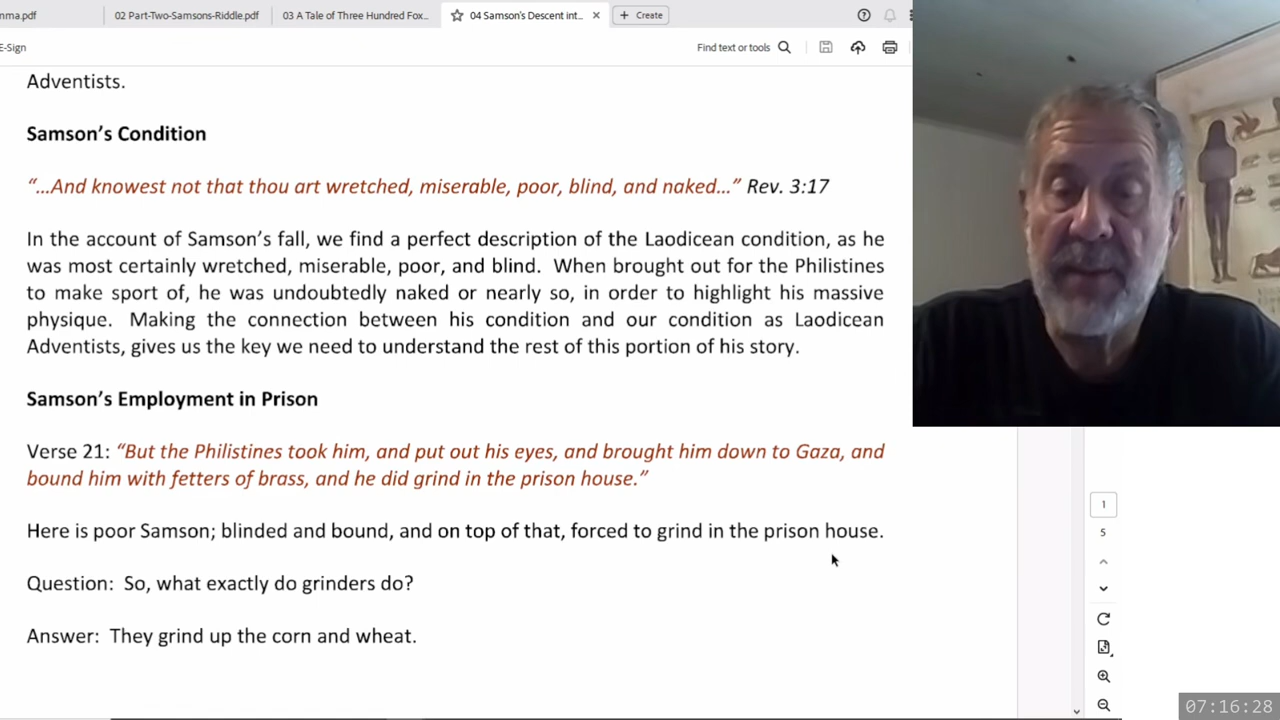 nma.pdf
02 Part-Two-Samsons-Riddle.pdf
03 A Tale of Three Hundred Fox...
04 Samson's Descent int...
Create
E-Sign
Find text or tools
Adventists.
Samson’s Condition
“…And knowest not that thou art wretched, miserable, poor, blind, and naked…” Rev. 3:17
In the account of Samson’s fall, we find a perfect description of the Laodicean condition, as he
was most certainly wretched, miserable, poor, and blind. When brought out for the Philistines
to make sport of, he was undoubtedly naked or nearly so, in order to highlight his massive
physique. Making the connection between his condition and our condition as Laodicean
Adventists, gives us the key we need to understand the rest of this portion of his story.
Samson’s Employment in Prison
Verse 21: “But the Philistines took him, and put out his eyes, and brought him down to Gaza, and
bound him with fetters of brass, and he did grind in the prison house.”
Here is poor Samson; blinded and bound, and on top of that, forced to grind in the prison house.
Question: So, what exactly do grinders do?
Answer: They grind up the corn and wheat.
1
5
07:16:28